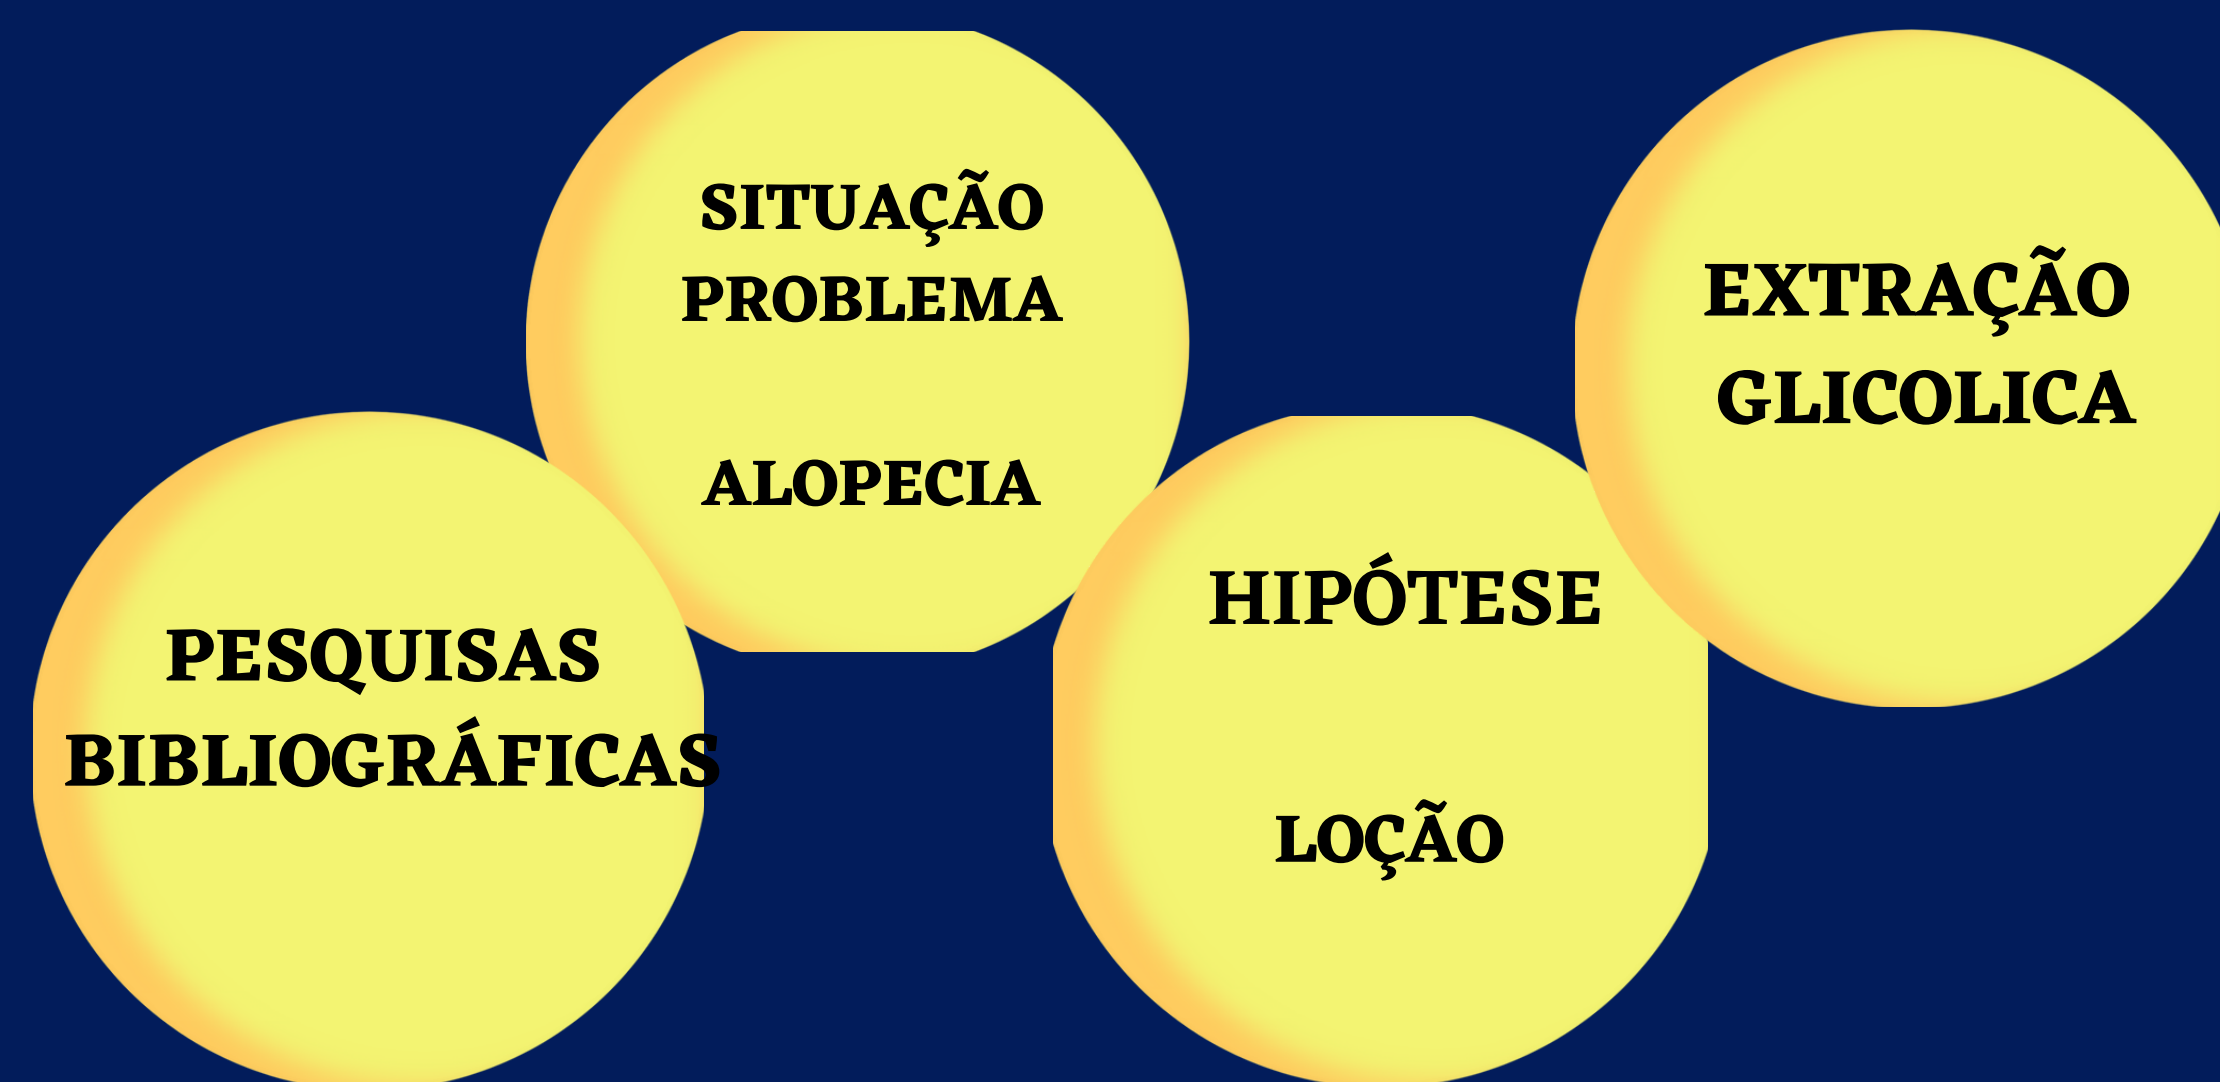 PESQUISAS
BIBLIOGRÁFICAS
SITUAÇÃO
PROBLEMA
ALOPECIA
HIPÓTESE
LOÇÃO
EXTRAÇÃO
GLICOLICA